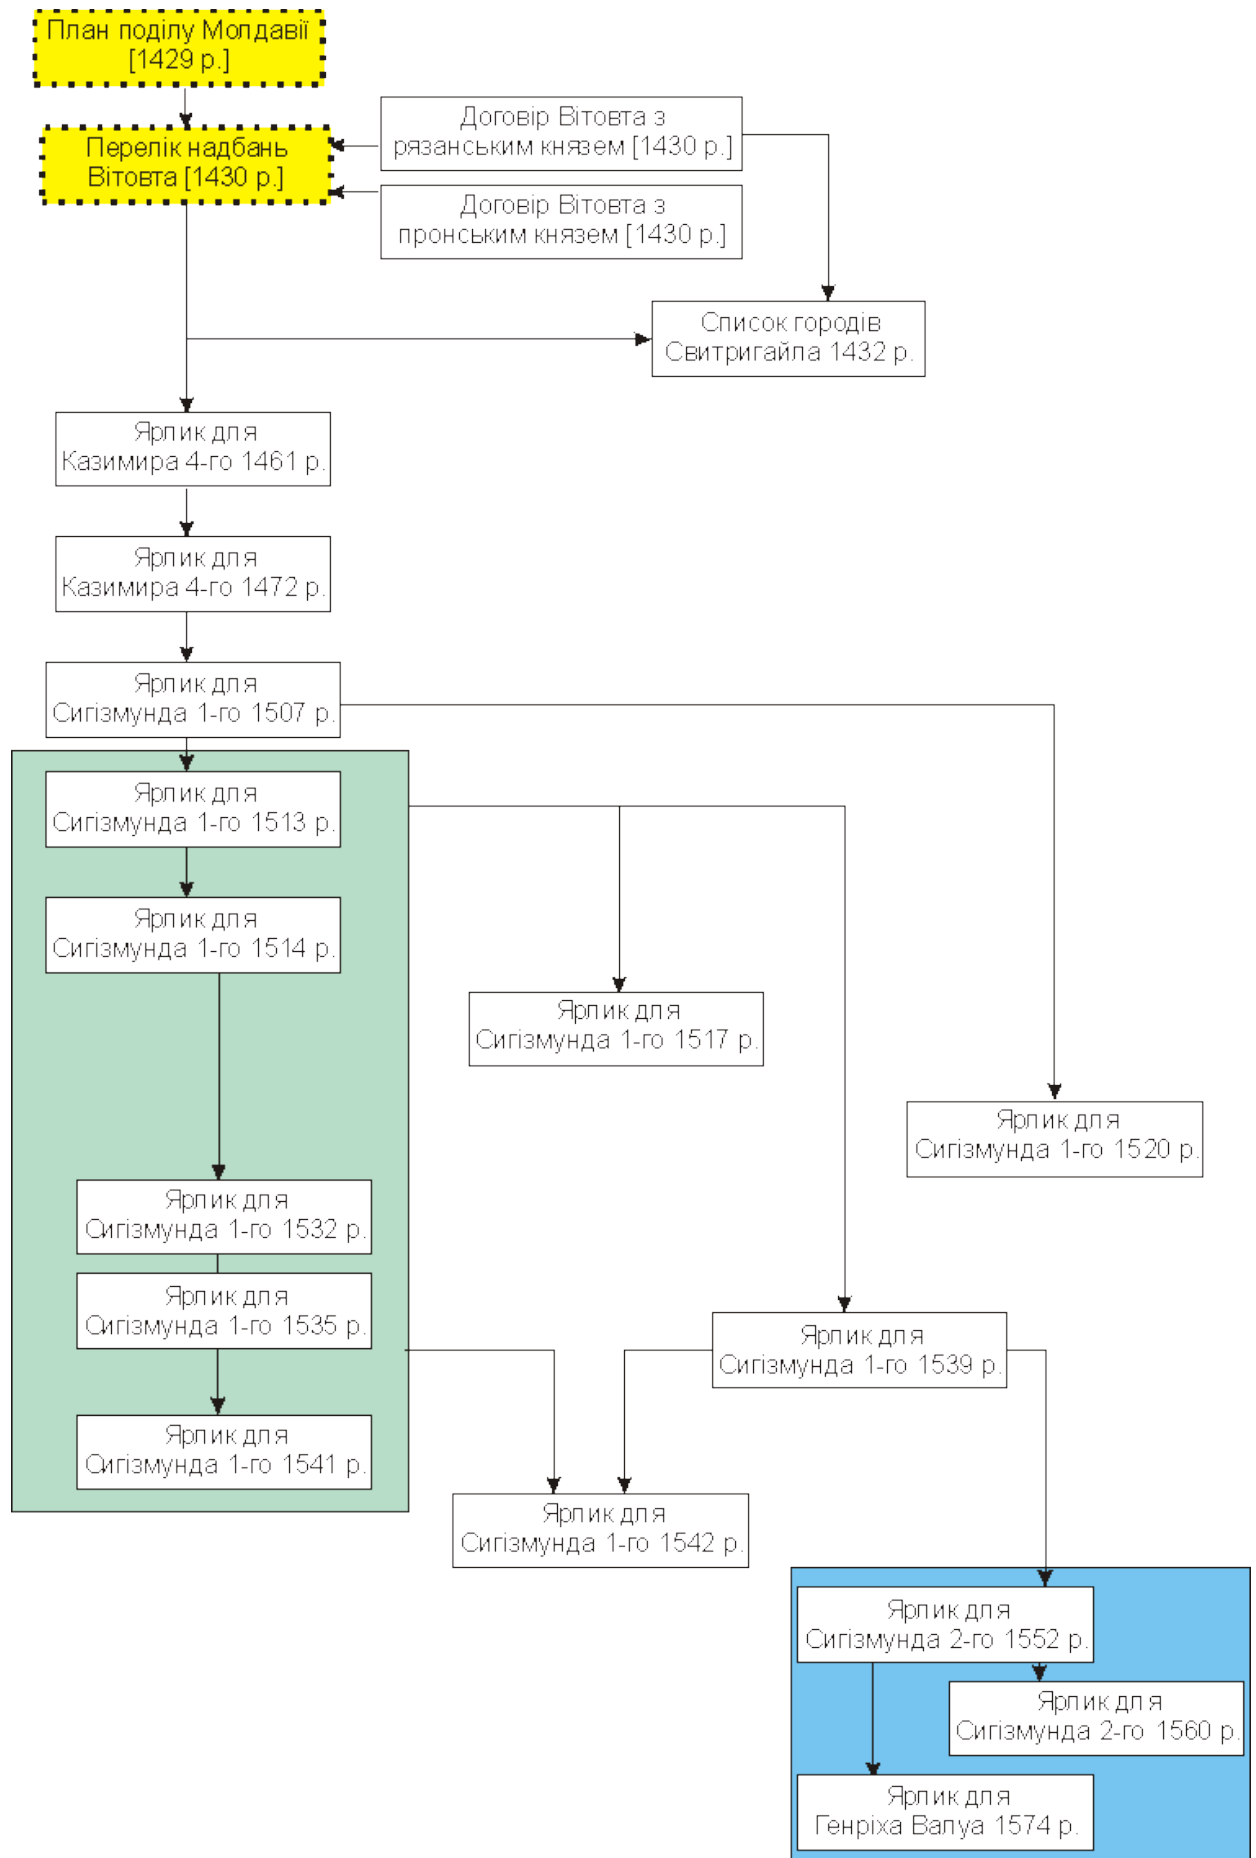 План поділу Молдавії
[1429 р.]
Договір Вітовта з
рязанським князем [1430 р.]
Перелік надбань
Вітовта [1430 р.]
Договір Вітовта з
пронським князем [1430 р.]
Список городів
Свитригайла 1432 р.
Ярлик для
Казимира 4-го 1461 р.
Ярлик для
Казимира 4-го 1472 р.
Ярлик для
Сигізмунда 1-го 1507 р.
Ярлик для
Сигізмунда 1-го 1513 р.
Ярлик для
Сигізмунда 1-го 1514 р.
Ярлик для
Сигізмунда 1-го 1517 р.
Ярлик для
Сигізмунда 1-го 1520 р.
Ярлик для
Сигізмунда 1-го 1532 р.
Ярлик для
Сигізмунда 1-го 1535 р.
Ярлик для
Сигізмунда 1-го 1539 р.
Ярлик для
Сигізмунда 1-го 1541 р.
Ярлик для
Сигізмунда 1-го 1542 р.
Ярлик для
Сигізмунда 2-го 1552 р.
Ярлик для
Сигізмунда 2-го 1560 р.
Ярлик для
Генріха Валуа 1574 р.